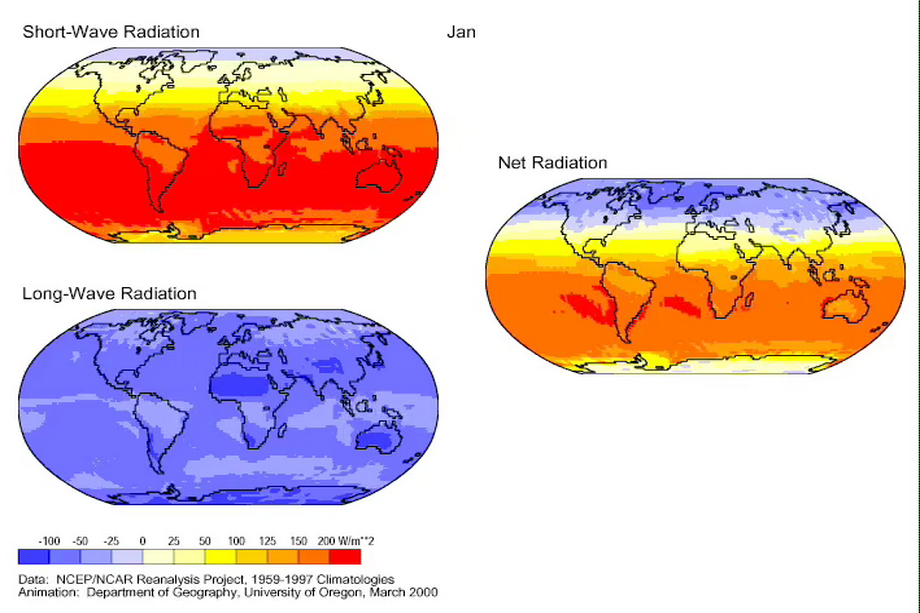 Short-Wave Radiation
Jan
Net Radiation
Long-Wave Radiation
-100 -50 -25 0 25 50 100 125 150 200 W/m**2
Data:  NCEP/NCAR Reanalysis Project, 1959-1997 Climatologies
Animation:  Department of Geography, University of Oregon, March 2000